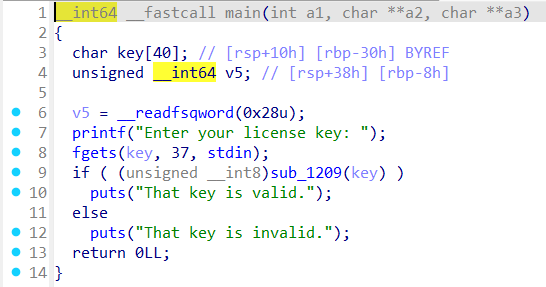 1 __int64 __fastcall main(int a1, char **a2, char **a3)
2 {
3 char key[40]; // [rsp+10h] [rbp-30h] BYREF
4 unsigned __int64 v5; // [rsp+38h] [rbp-8h]
5
6 v5 = __readfsqword(0x28u);
7 printf("Enter your license key: ");
8 fgets(key, 37, stdin);
9 if ( (unsigned __int8)sub_1209(key) )
10 puts("That key is valid.");
11 else
12 puts("That key is invalid.");
13 return 0LL;
14 }